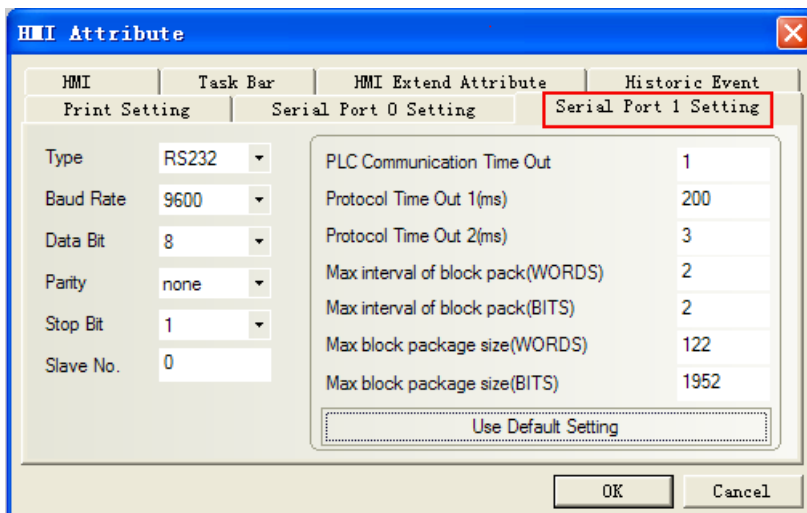 HMI Attribute
HMI Task Bar HMI Extend Attribute Historic Event
Print Setting Serial Port 0 Setting Serial Port 1 Setting
Type RS232
Baud Rate 9600
Data Bit 8
Parity none
Stop Bit 1
Slave No. 0
PLC Communication Time Out 1
Protocol Time Out 1(ms) 200
Protocol Time Out 2(ms) 3
Max interval of block pack(WORDS) 2
Max interval of block pack(BITS) 2
Max block package size(WORDS) 122
Max block package size(BITS) 1952
Use Default Setting
OK Cancel